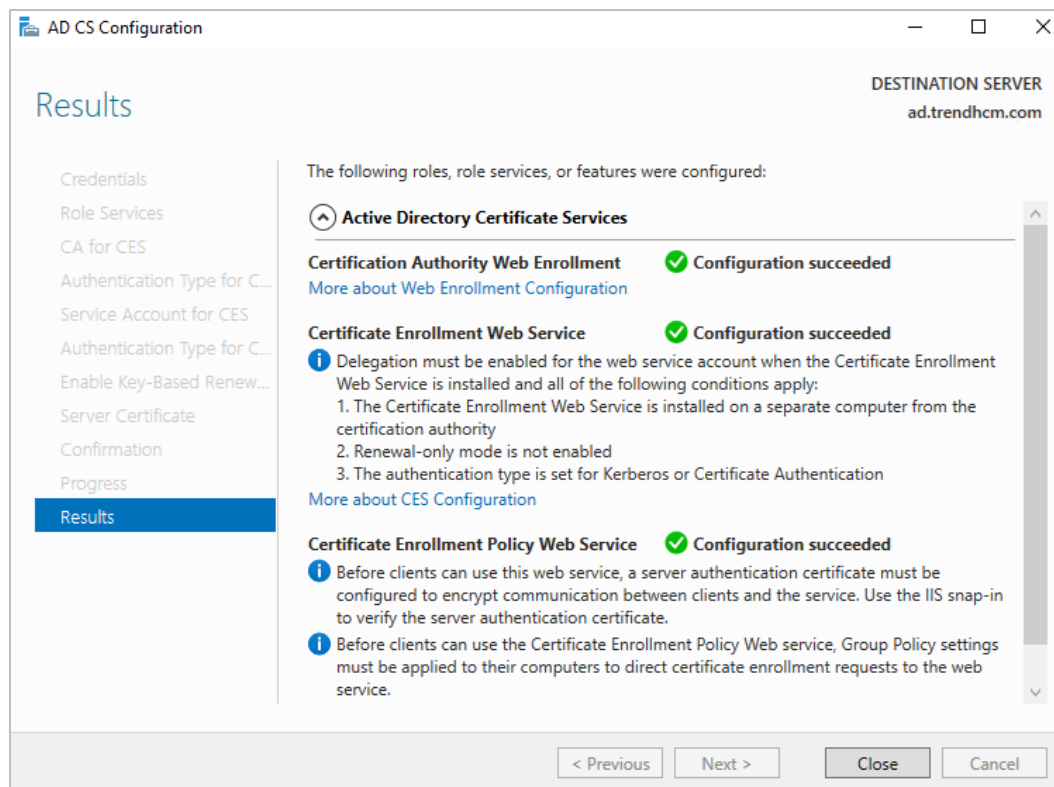 AD CS Configuration
DESTINATION SERVER
ad.trendhcm.com
Results
Credentials
Role Services
CA for CES
Authentication Type for C...
Service Account for CES
Authentication Type for C...
Enable Key-Based Renew...
Server Certificate
Confirmation
Progress
Results
The following roles, role services, or features were configured:
Active Directory Certificate Services
Certification Authority Web Enrollment Configuration succeeded
More about Web Enrollment Configuration
Certificate Enrollment Web Service Configuration succeeded
Delegation must be enabled for the web service account when the Certificate Enrollment
Web Service is installed and all of the following conditions apply:
1. The Certificate Enrollment Web Service is installed on a separate computer from the
certification authority
2. Renewal-only mode is not enabled
3. The authentication type is set for Kerberos or Certificate Authentication
More about CES Configuration
Certificate Enrollment Policy Web Service Configuration succeeded
Before clients can use this web service, a server authentication certificate must be
configured to encrypt communication between clients and the service. Use the IIS snap-in
to verify the server authentication certificate.
Before clients can use the Certificate Enrollment Policy Web service, Group Policy settings
must be applied to their computers to direct certificate enrollment requests to the web
service.
< Previous
Next >
Close
Cancel